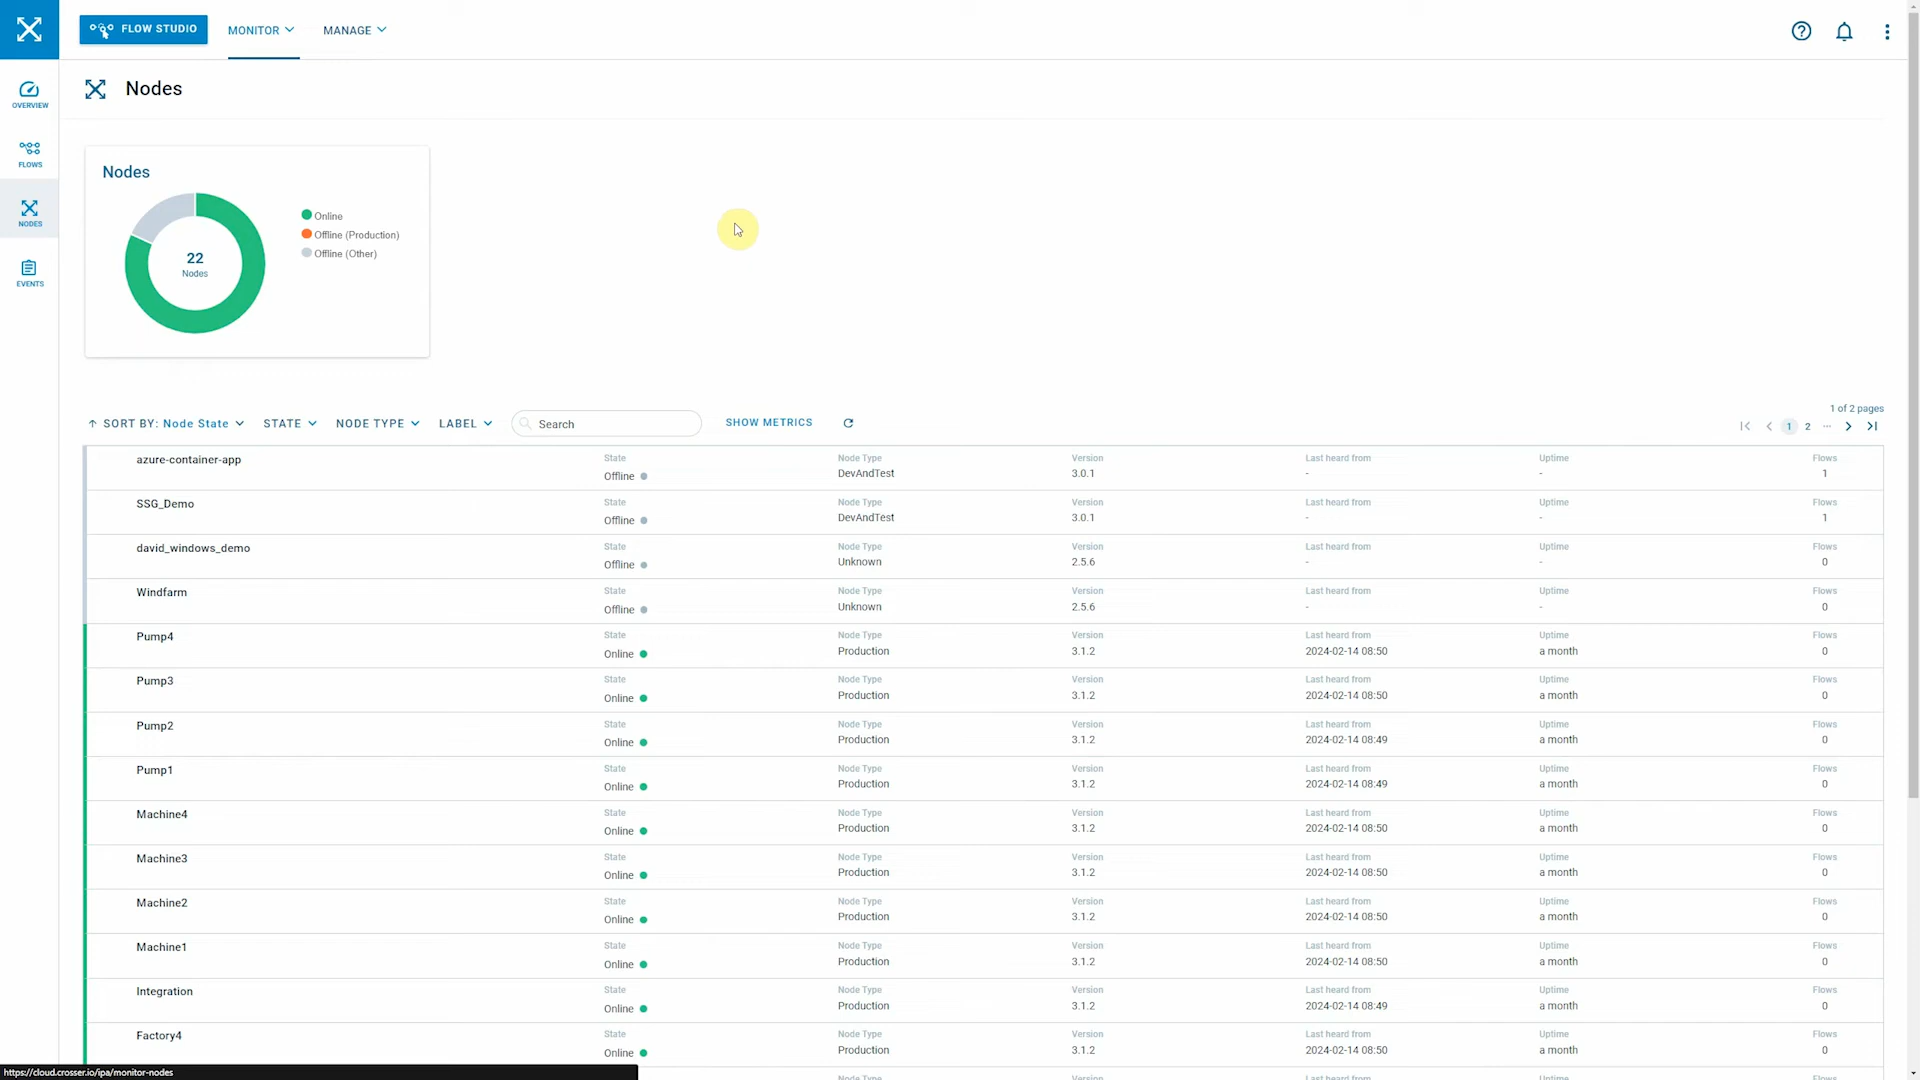 FLOW STUDIO
MONITOR
MANAGE
OVERVIEW
FLOWS
NODES
EVENTS
Nodes
Nodes
22
Nodes
Online
Offline (Production)
Offline (Other)
SORT BY: Node State
STATE
NODE TYPE
LABEL
Search
SHOW METRICS
1 of 2 pages
1 2 ...
azure-container-app State Node Type Version Last heard from Uptime Flows
Offline DevAndTest 3.0.1 - - 1
SSG_Demo State Node Type Version Last heard from Uptime Flows
Offline DevAndTest 3.0.1 - - 1
david_windows_demo State Node Type Version Last heard from Uptime Flows
Offline Unknown 2.5.6 - - 0
Windfarm State Node Type Version Last heard from Uptime Flows
Offline Unknown 2.5.6 - - 0
Pump4 State Node Type Version Last heard from Uptime Flows
Online Production 3.1.2 2024-02-14 08:50 a month 0
Pump3 State Node Type Version Last heard from Uptime Flows
Online Production 3.1.2 2024-02-14 08:50 a month 0
Pump2 State Node Type Version Last heard from Uptime Flows
Online Production 3.1.2 2024-02-14 08:49 a month 0
Pump1 State Node Type Version Last heard from Uptime Flows
Online Production 3.1.2 2024-02-14 08:49 a month 0
Machine4 State Node Type Version Last heard from Uptime Flows
Online Production 3.1.2 2024-02-14 08:50 a month 0
Machine3 State Node Type Version Last heard from Uptime Flows
Online Production 3.1.2 2024-02-14 08:50 a month 0
Machine2 State Node Type Version Last heard from Uptime Flows
Online Production 3.1.2 2024-02-14 08:50 a month 0
Machine1 State Node Type Version Last heard from Uptime Flows
Online Production 3.1.2 2024-02-14 08:50 a month 0
Integration State Node Type Version Last heard from Uptime Flows
Online Production 3.1.2 2024-02-14 08:49 a month 0
Factory4 State Node Type Version Last heard from Uptime Flows
Online Production 3.1.2 2024-02-14 08:50 a month 0
Node Type Version Last heard from Uptime Flows
https://cloud.crosser.io/ipa/monitor-nodes